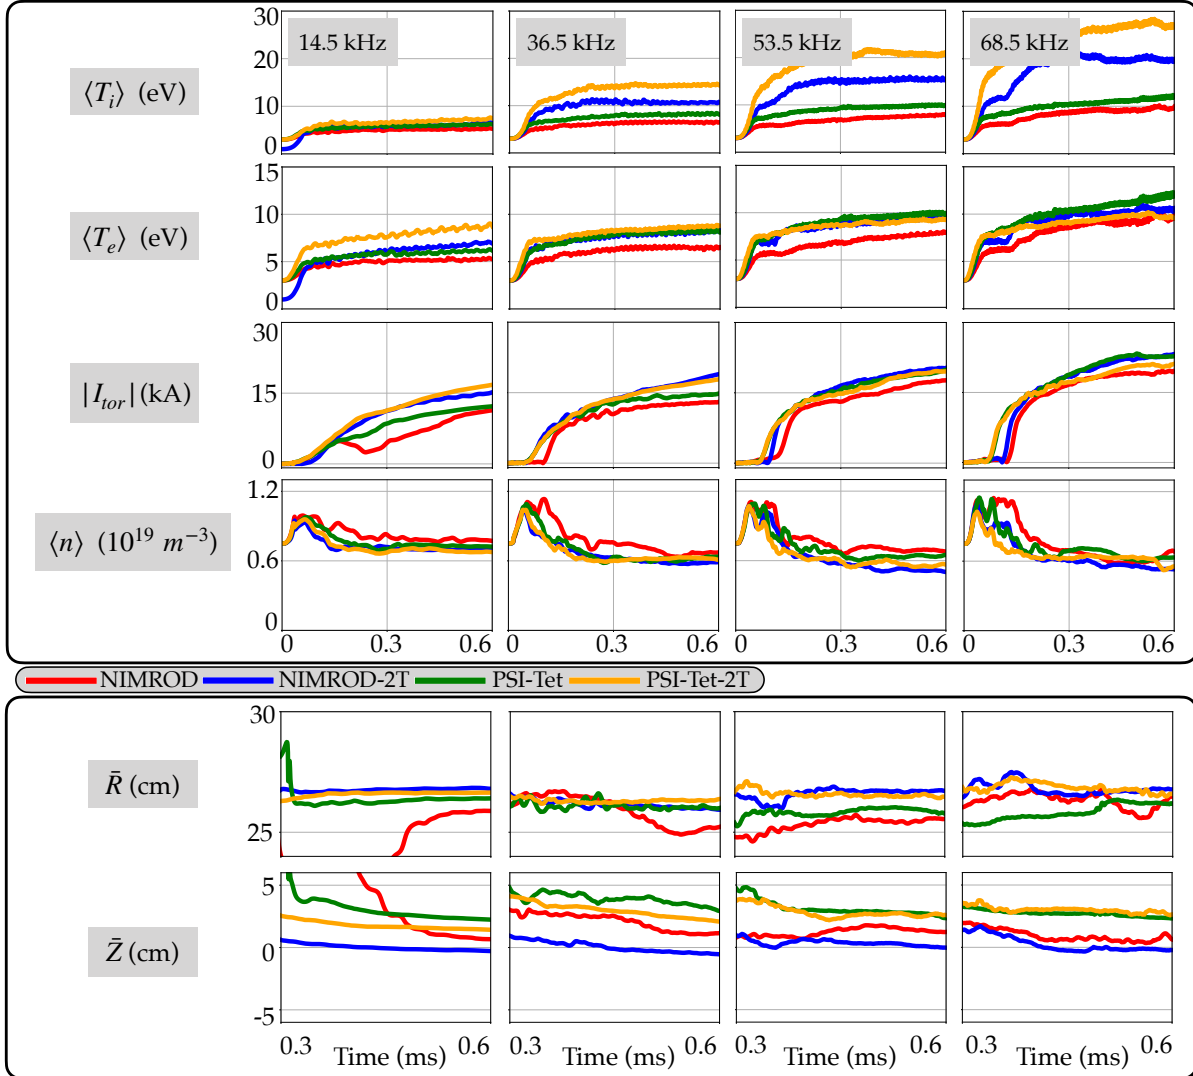 30
20
10
0
⟨T_i⟩ (eV)
14.5 kHz
36.5 kHz
53.5 kHz
68.5 kHz
15
10
5
0
⟨T_e⟩ (eV)
30
15
0
|I_{tor}| (kA)
1.2
0.6
0
⟨n⟩ (10^{19} m^{-3})
0 0.3 0.6 0 0.3 0.6 0 0.3 0.6 0 0.3 0.6
NIMROD NIMROD-2T PSI-Tet PSI-Tet-2T
30
25
R̄ (cm)
5
0
-5
Z̄ (cm)
0.3 Time (ms) 0.6 0.3 Time (ms) 0.6 0.3 Time (ms) 0.6 0.3 Time (ms) 0.6